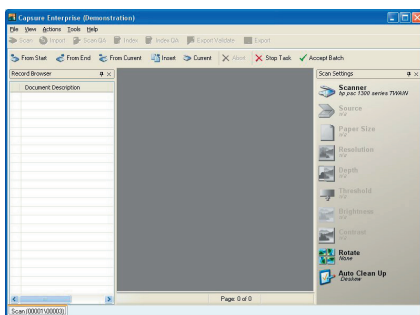 Capsure Enterprise (Demonstration)
File View Actions Tools Help
Scan Import Scan QA Index Index QA Export Validate Export
From Start From End From Current Insert Current Abort Stop Task Accept Batch
Record Browser
Document Description
Page: 0 of 0
Scan Settings
Scanner
hp psc 1300 series TWAIN
Source
Paper Size
Resolution
Depth
Threshold
Brightness
Contrast
Rotate
None
Auto Clean Up
Deskew
Scan (00001\00003)